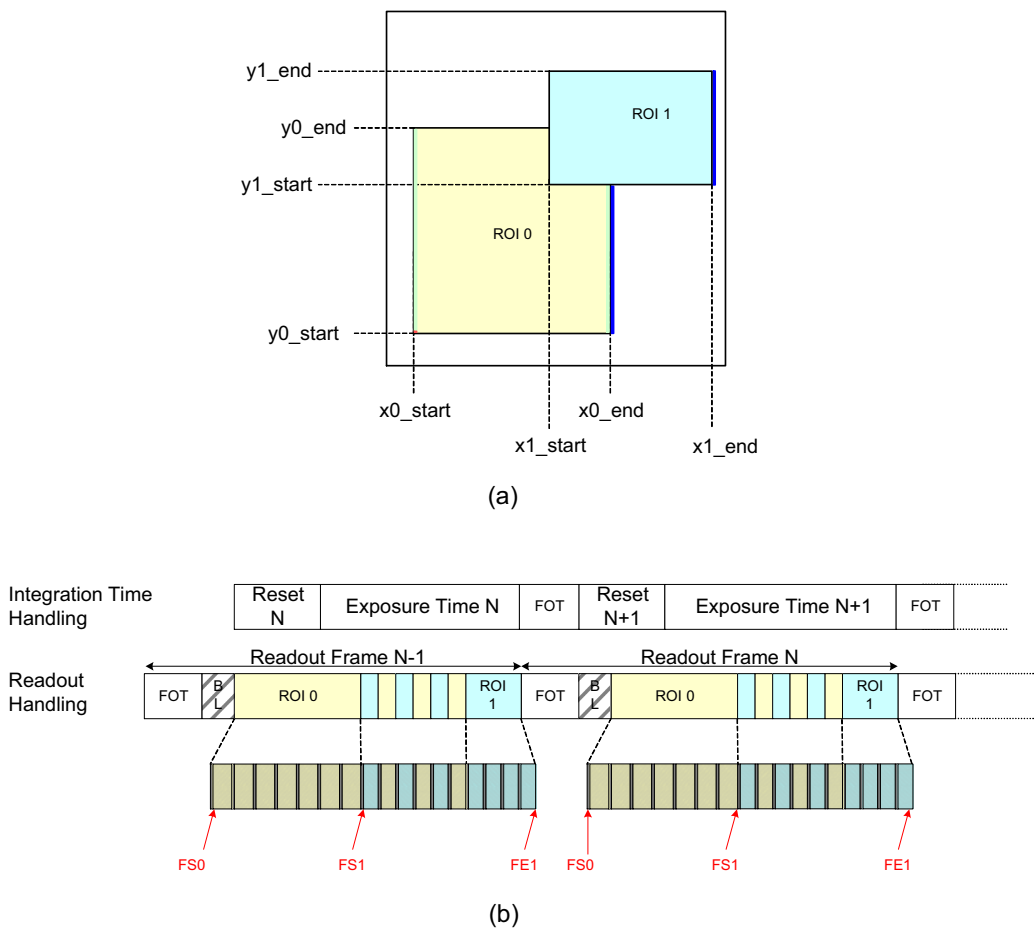 y1_end
ROI 1
y0_end
y1_start
ROI 0
y0_start
x0_start
x0_end
x1_start
x1_end
(a)
Integration Time
Handling
Reset
N
Exposure Time N
FOT
Reset
N+1
Exposure Time N+1
FOT
Readout Frame N-1
Readout Frame N
Readout
Handling
FOT
B
L
ROI 0
ROI
1
FOT
B
L
ROI 0
ROI
1
FOT
FS0
FS1
FE1
FS0
FS1
FE1
(b)